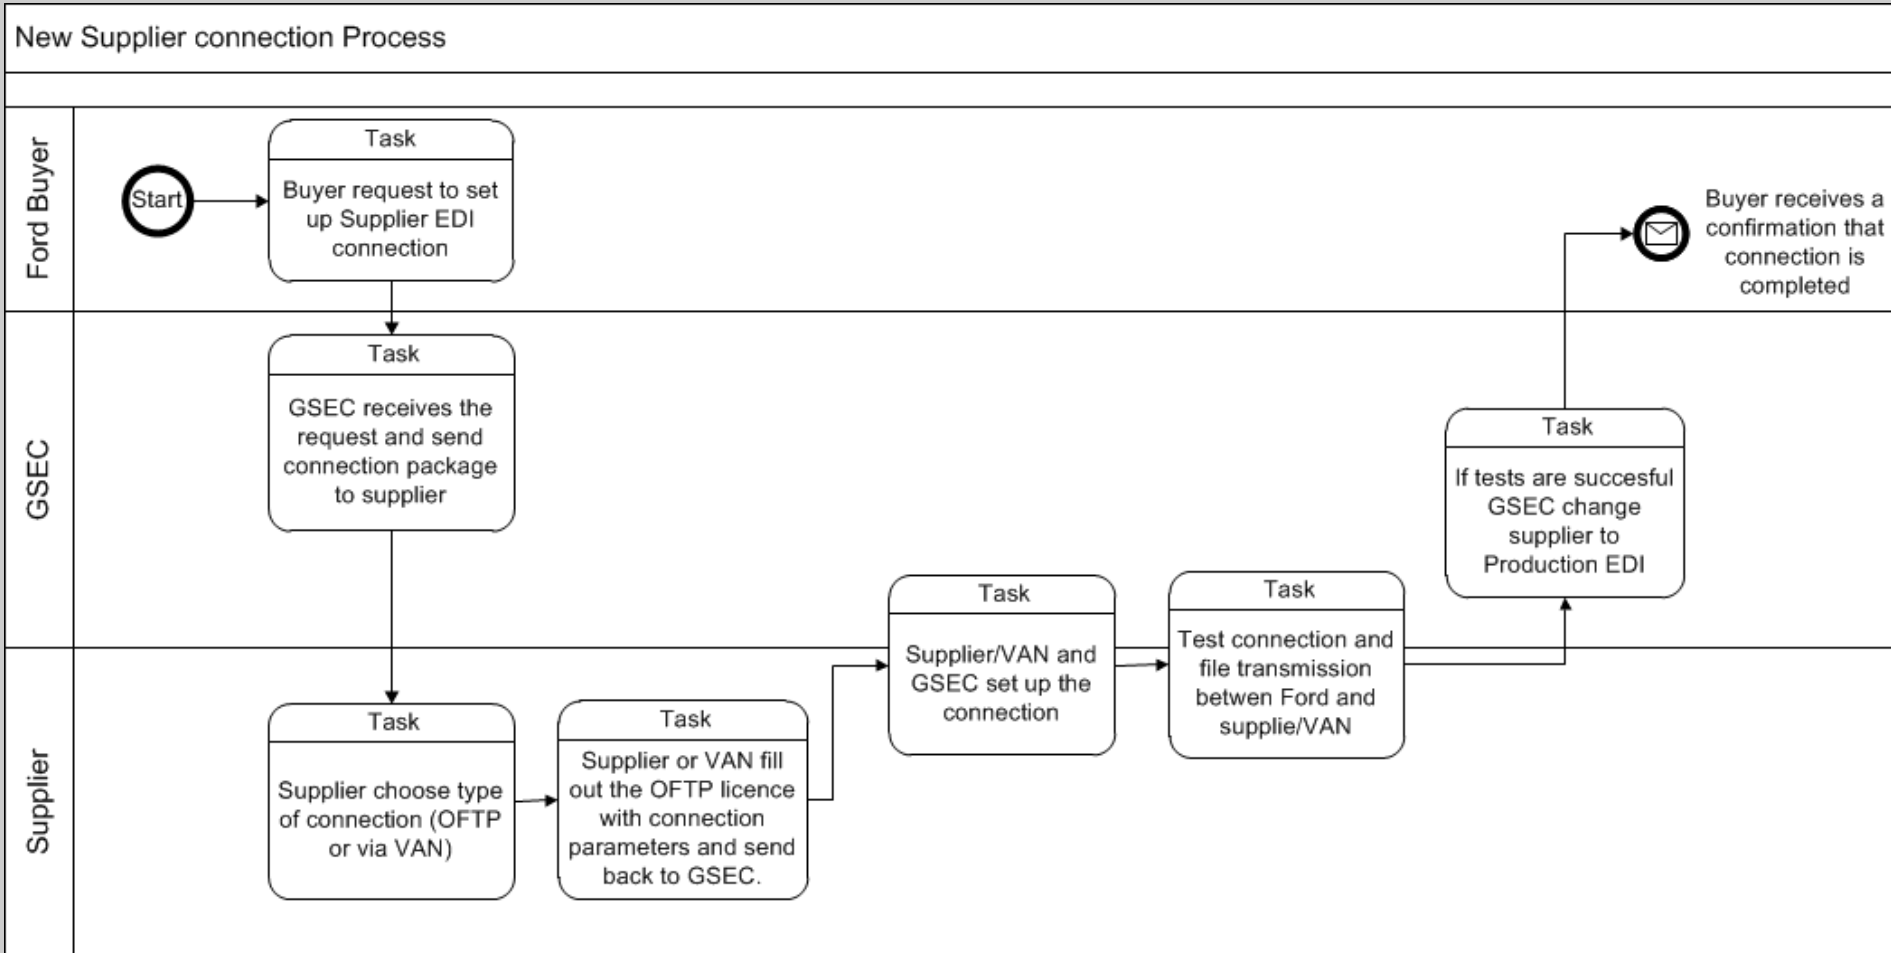 New Supplier connection Process
Ford Buyer
Start
Task
Buyer request to set
up Supplier EDI
connection
Buyer receives a
confirmation that
connection is
completed
GSEC
Task
GSEC receives the
request and send
connection package
to supplier
Task
If tests are succesful
GSEC change
supplier to
Production EDI
Supplier
Task
Supplier choose type
of connection (OFTP
or via VAN)
Task
Supplier or VAN fill
out the OFTP licence
with connection
parameters and send
back to GSEC.
Task
Supplier/VAN and
GSEC set up the
connection
Task
Test connection and
file transmission
betwen Ford and
supplie/VAN